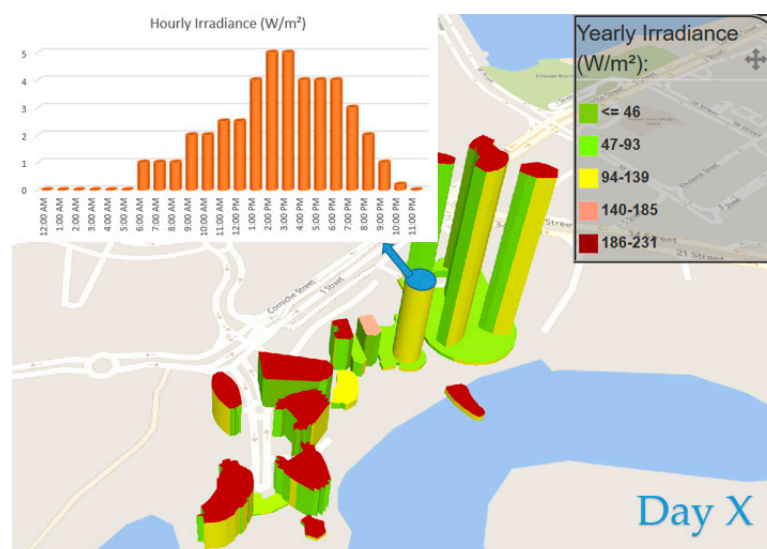 Hourly Irradiance (W/m²)
5
4
3
2
1
0
12:00 AM
1:00 AM
2:00 AM
3:00 AM
4:00 AM
5:00 AM
6:00 AM
7:00 AM
8:00 AM
9:00 AM
10:00 AM
11:00 AM
12:00 PM
1:00 PM
2:00 PM
3:00 PM
4:00 PM
5:00 PM
6:00 PM
7:00 PM
8:00 PM
9:00 PM
10:00 PM
11:00 PM
Yearly Irradiance
(W/m²):
<= 46
47-93
94-139
140-185
186-231
Corniche Street
1 Street
Street
21 Street
Day X